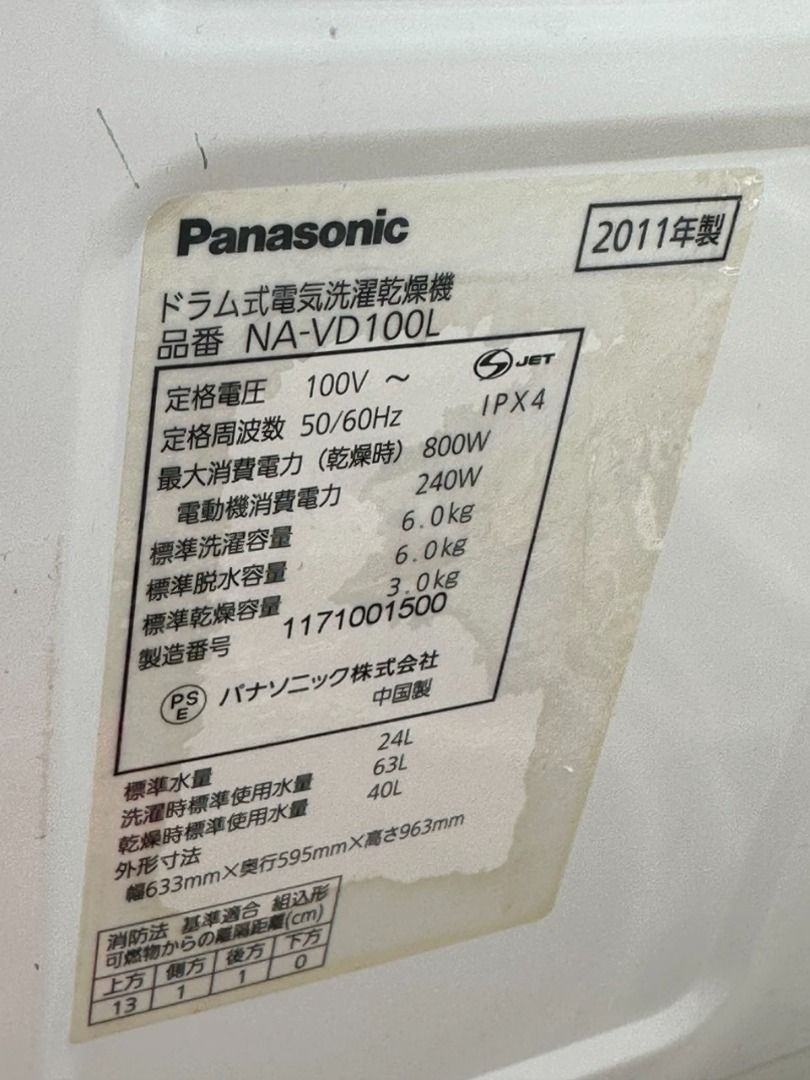 Panasonic
2011年製
ドラム式電気洗濯乾燥機
品番 NA-VD100L
定格電圧 100V ～
S JET
定格周波数 50/60Hz
IPX4
最大消費電力（乾燥時） 800W
電動機消費電力 240W
標準洗濯容量 6.0kg
標準脱水容量 6.0kg
標準乾燥容量 3.0kg
製造番号 1171001500
PSE パナソニック株式会社
中国製
標準水量 24L
洗濯時標準使用水量 63L
乾燥時標準使用水量 40L
外形寸法
幅633mm×奥行595mm×高さ963mm
消防法 基準適合 組込形
可燃物からの離隔距離(cm)
上方 側方 後方 下方
13 1 1 0